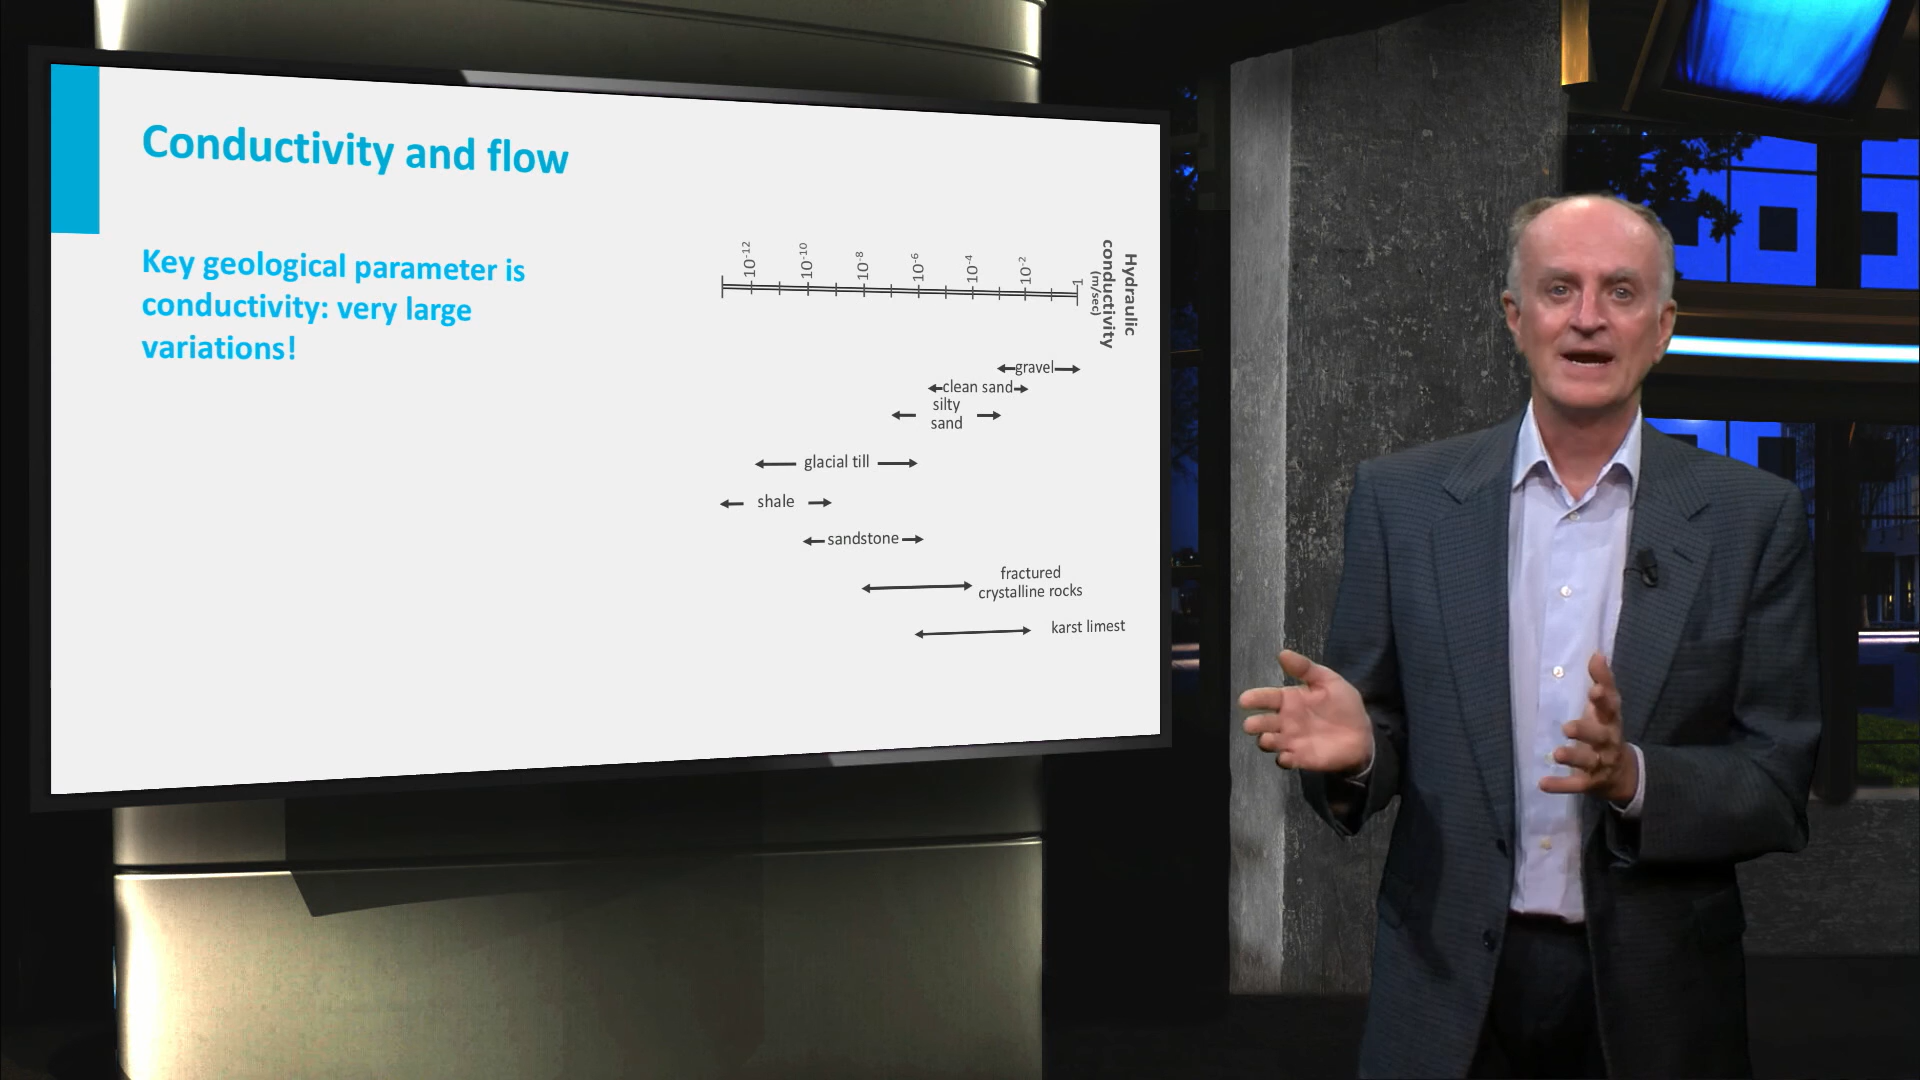 Conductivity and flow
Key geological parameter is
conductivity: very large
variations!
10-12
10-10
10-8
10-6
10-4
10-2
1
Hydraulic
conductivity
(m/sec)
gravel
clean sand
silty
sand
glacial till
shale
sandstone
fractured
crystalline rocks
karst limest